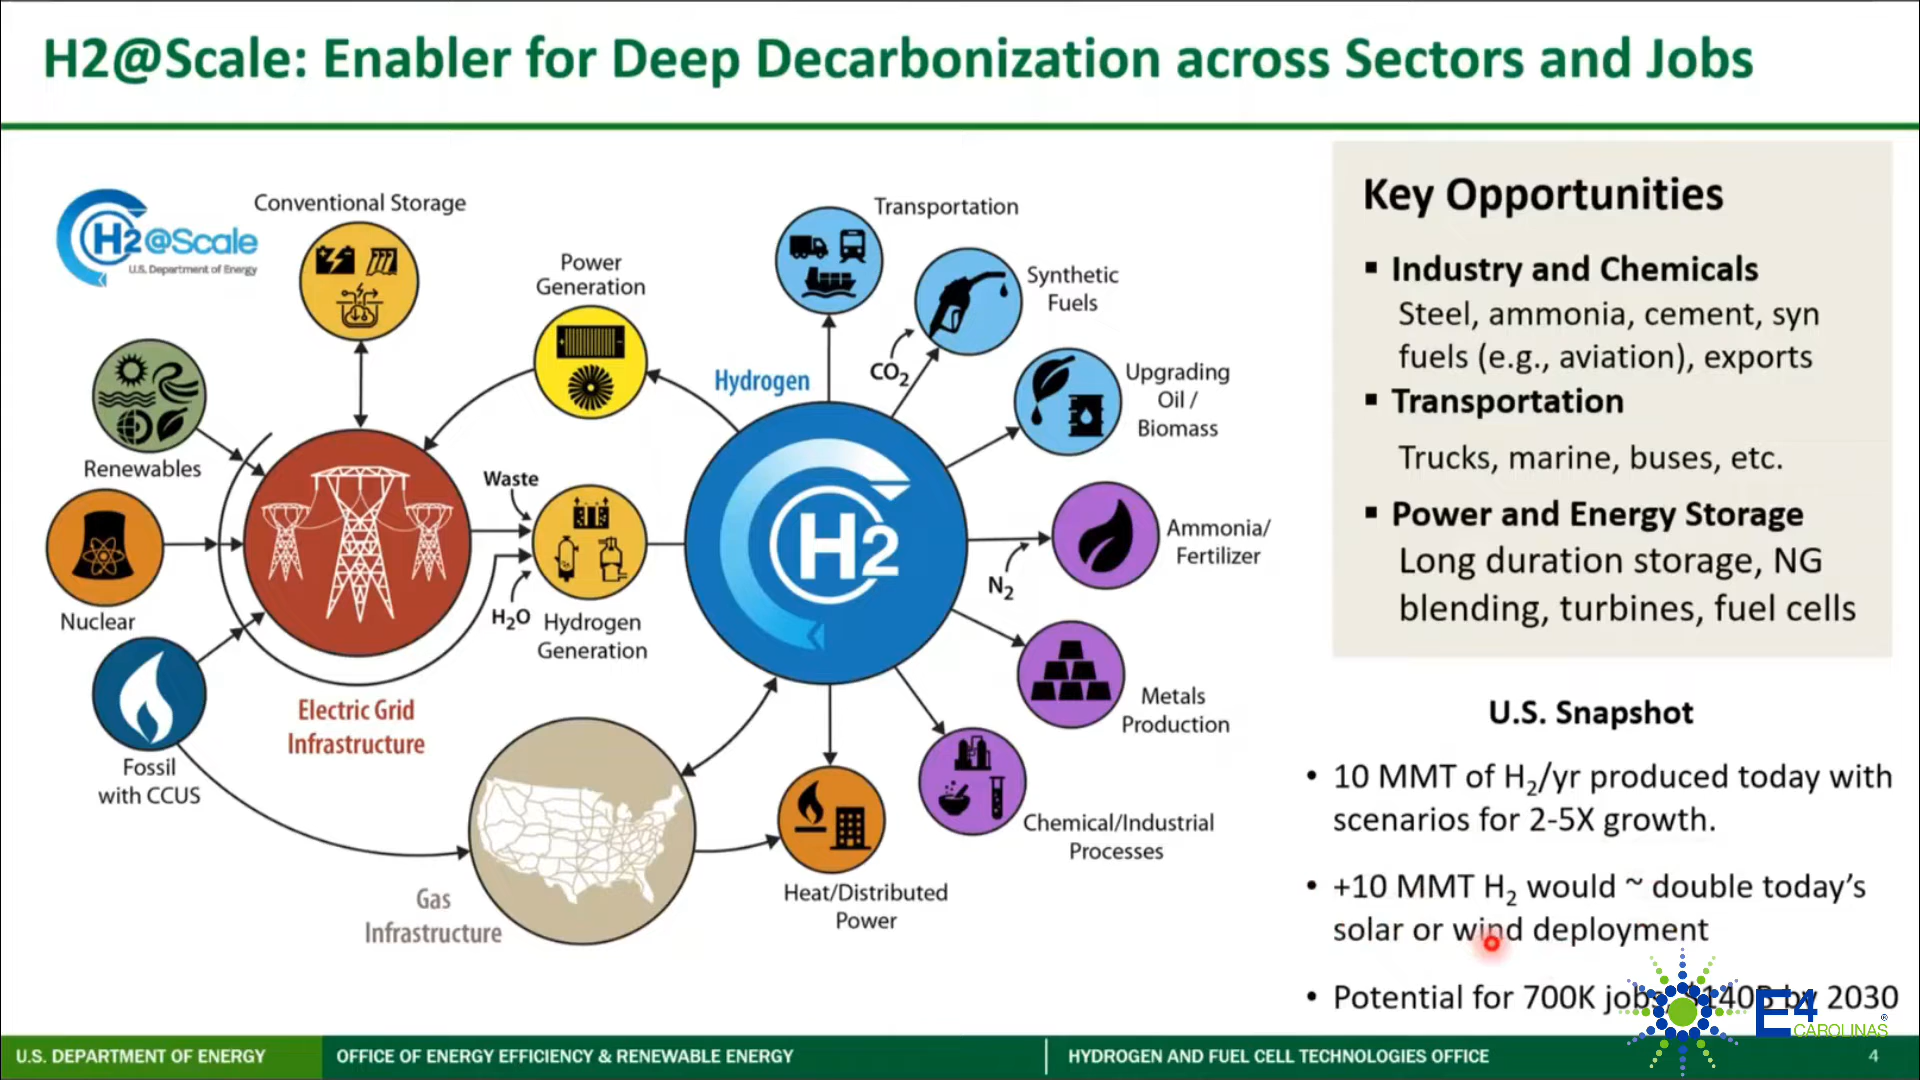 H2@Scale: Enabler for Deep Decarbonization across Sectors and Jobs
H2@Scale
U.S. Department of Energy
Conventional Storage
Power
Generation
Renewables
Nuclear
Fossil
with CCUS
Electric Grid
Infrastructure
Waste
H₂O
Hydrogen
Generation
Hydrogen
H2
Gas
Infrastructure
Transportation
CO₂
Synthetic
Fuels
Upgrading
Oil /
Biomass
N₂
Ammonia/
Fertilizer
Metals
Production
Chemical/Industrial
Processes
Heat/Distributed
Power
Key Opportunities
▪ Industry and Chemicals
Steel, ammonia, cement, syn
fuels (e.g., aviation), exports
▪ Transportation
Trucks, marine, buses, etc.
▪ Power and Energy Storage
Long duration storage, NG
blending, turbines, fuel cells
U.S. Snapshot
• 10 MMT of H₂/yr produced today with
scenarios for 2-5X growth.
• +10 MMT H₂ would ~ double today's
solar or wind deployment
• Potential for 700K jobs, $140B by 2030
E4
CAROLINAS®
U.S. DEPARTMENT OF ENERGY
OFFICE OF ENERGY EFFICIENCY & RENEWABLE ENERGY
HYDROGEN AND FUEL CELL TECHNOLOGIES OFFICE
4